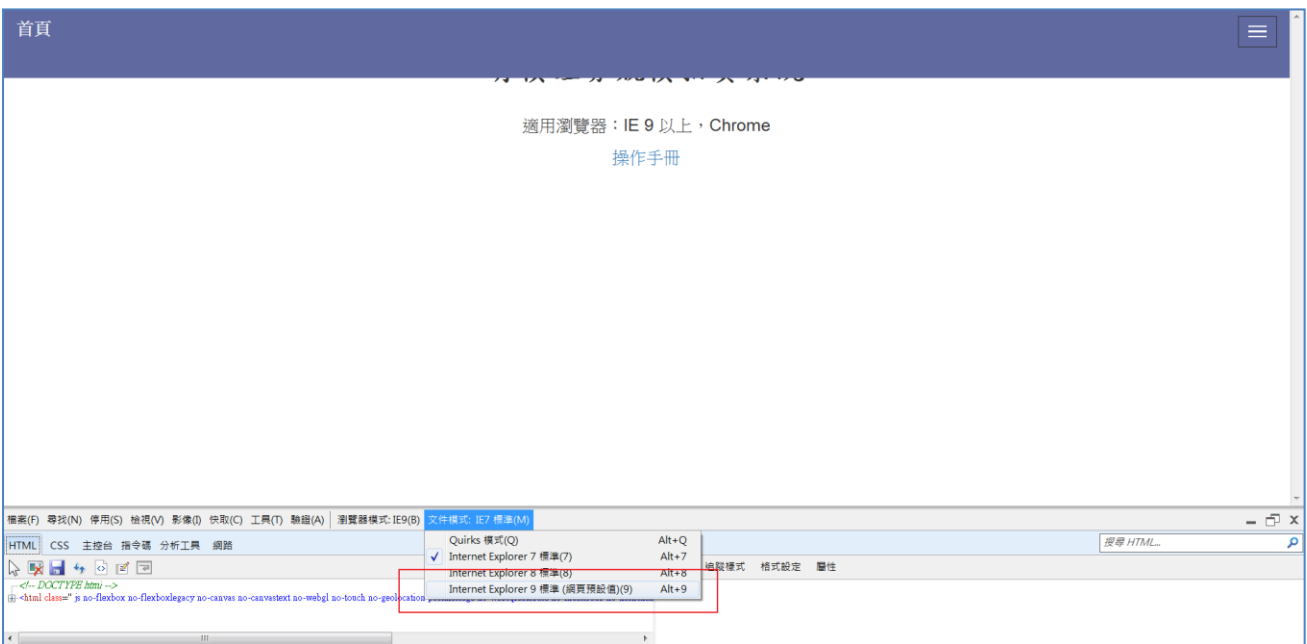 首頁
適用瀏覽器：IE 9 以上，Chrome
操作手冊
檔案(F) 尋找(N) 停用(S) 檢視(V) 影像(I) 快取(C) 工具(T) 驗證(A) 瀏覽器模式: IE9(B) 文件模式: IE7 標準(M)
HTML CSS 主控台 指令碼 分析工具 網路 搜尋 HTML...
Quirks 模式(Q) Alt+Q
Internet Explorer 7 標準(7) Alt+7
Internet Explorer 8 標準(8) Alt+8
Internet Explorer 9 標準 (網頁預設值)(9) Alt+9
追蹤樣式 格式設定 屬性
<!-- DOCTYPE html -->
<html class=" js no-flexbox no-flexboxlegacy no-canvas no-canvastext no-webgl no-touch no-geolocation